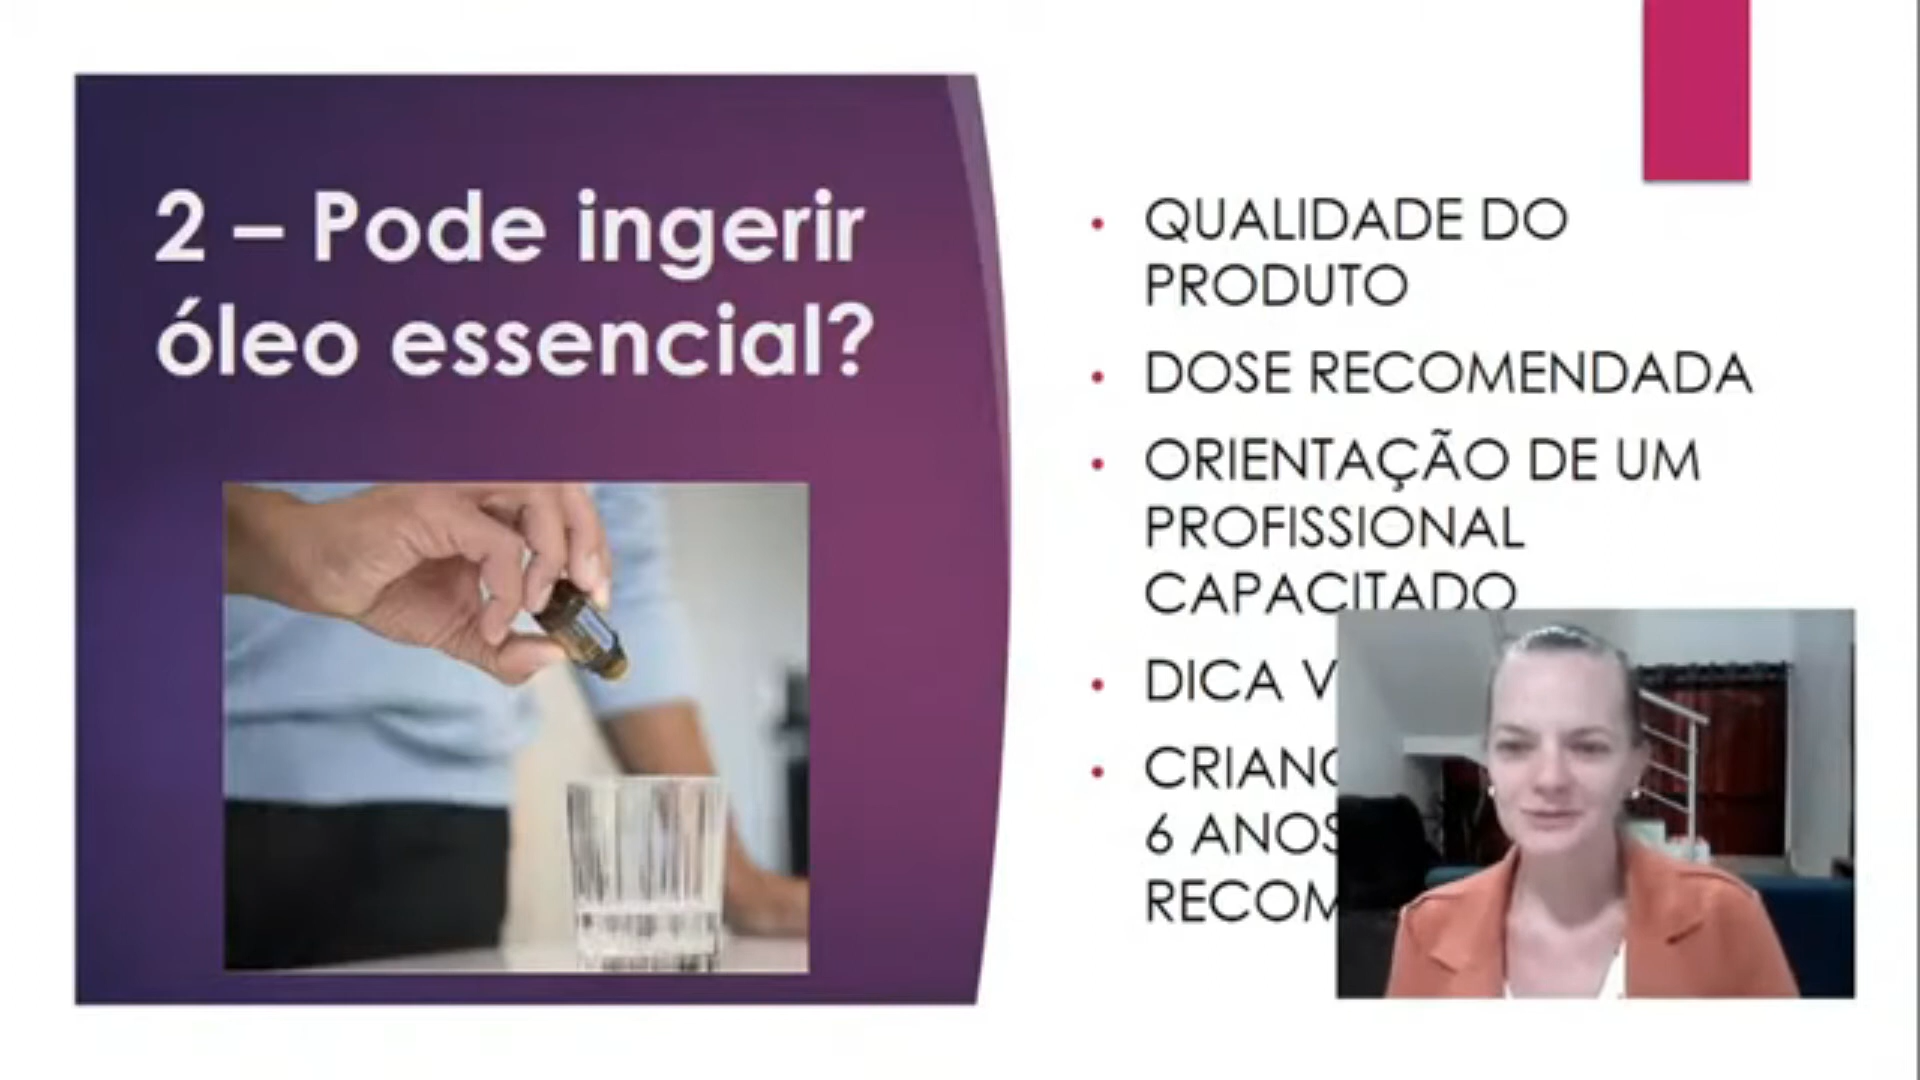 2 – Pode ingerir
óleo essencial?
• QUALIDADE DO
PRODUTO
• DOSE RECOMENDADA
• ORIENTAÇÃO DE UM
PROFISSIONAL
CAPACITADO
• DICA
• 
6 ANOS